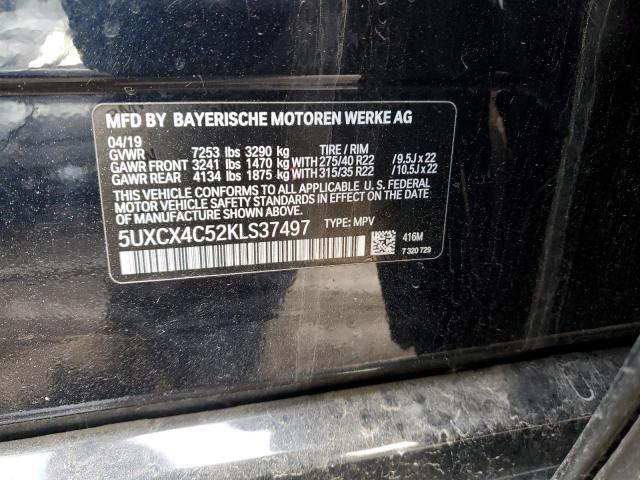 MFD BY BAYERISCHE MOTOREN WERKE AG
04/19
GVWR 7253 lbs 3290 kg TIRE / RIM
GAWR FRONT 3241 lbs 1470 kg WITH 275/40 R22 /9.5J x 22
GAWR REAR 4134 lbs 1875 kg WITH 315/35 R22 /10.5J x 22
THIS VEHICLE CONFORMS TO ALL APPLICABLE U. S. FEDERAL
MOTOR VEHICLE SAFETY STANDARDS IN EFFECT ON THE
DATE OF MANUFACTURE SHOWN ABOVE.
5UXCX4C52KLS37497 TYPE: MPV
416M
7 320 729